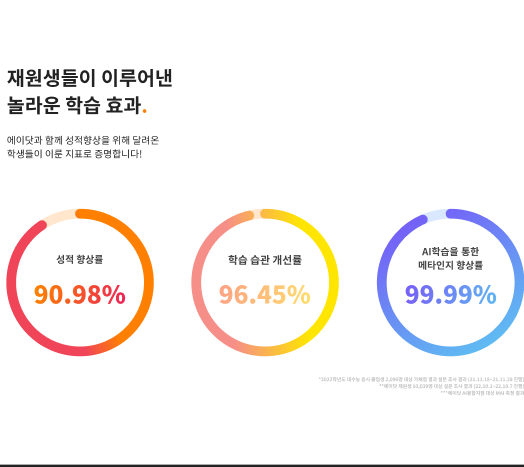 재원생들이 이루어낸
놀라운 학습 효과.
에이닷과 함께 성적향상을 위해 달려온
학생들이 이룬 지표로 증명합니다!
성적 향상률
90.98%
학습 습관 개선률
96.45%
AI학습을 통한
메타인지 향상률
99.99%